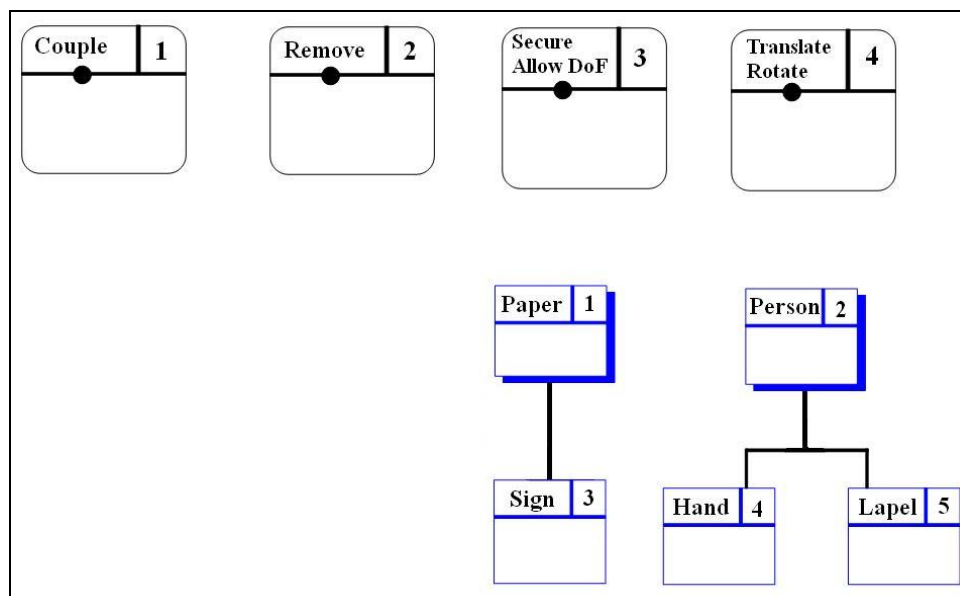 Couple 1
Remove 2
Secure
Allow DoF 3
Translate
Rotate 4
Paper 1
Person 2
Sign 3
Hand 4
Lapel 5